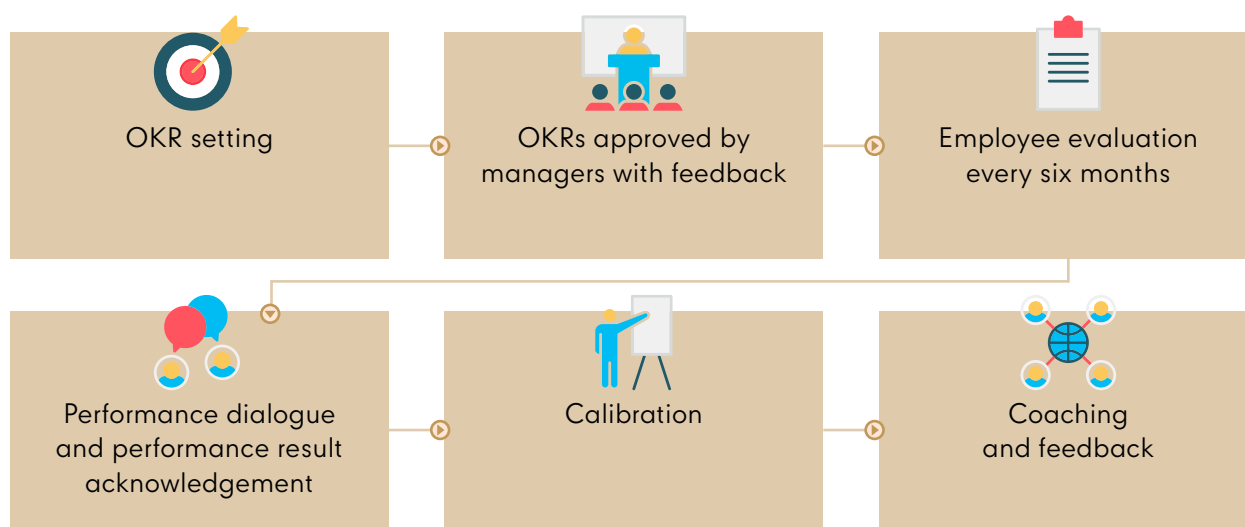 OKR setting
OKRs approved by
managers with feedback
Employee evaluation
every six months
Performance dialogue
and performance result
acknowledgement
Calibration
Coaching
and feedback